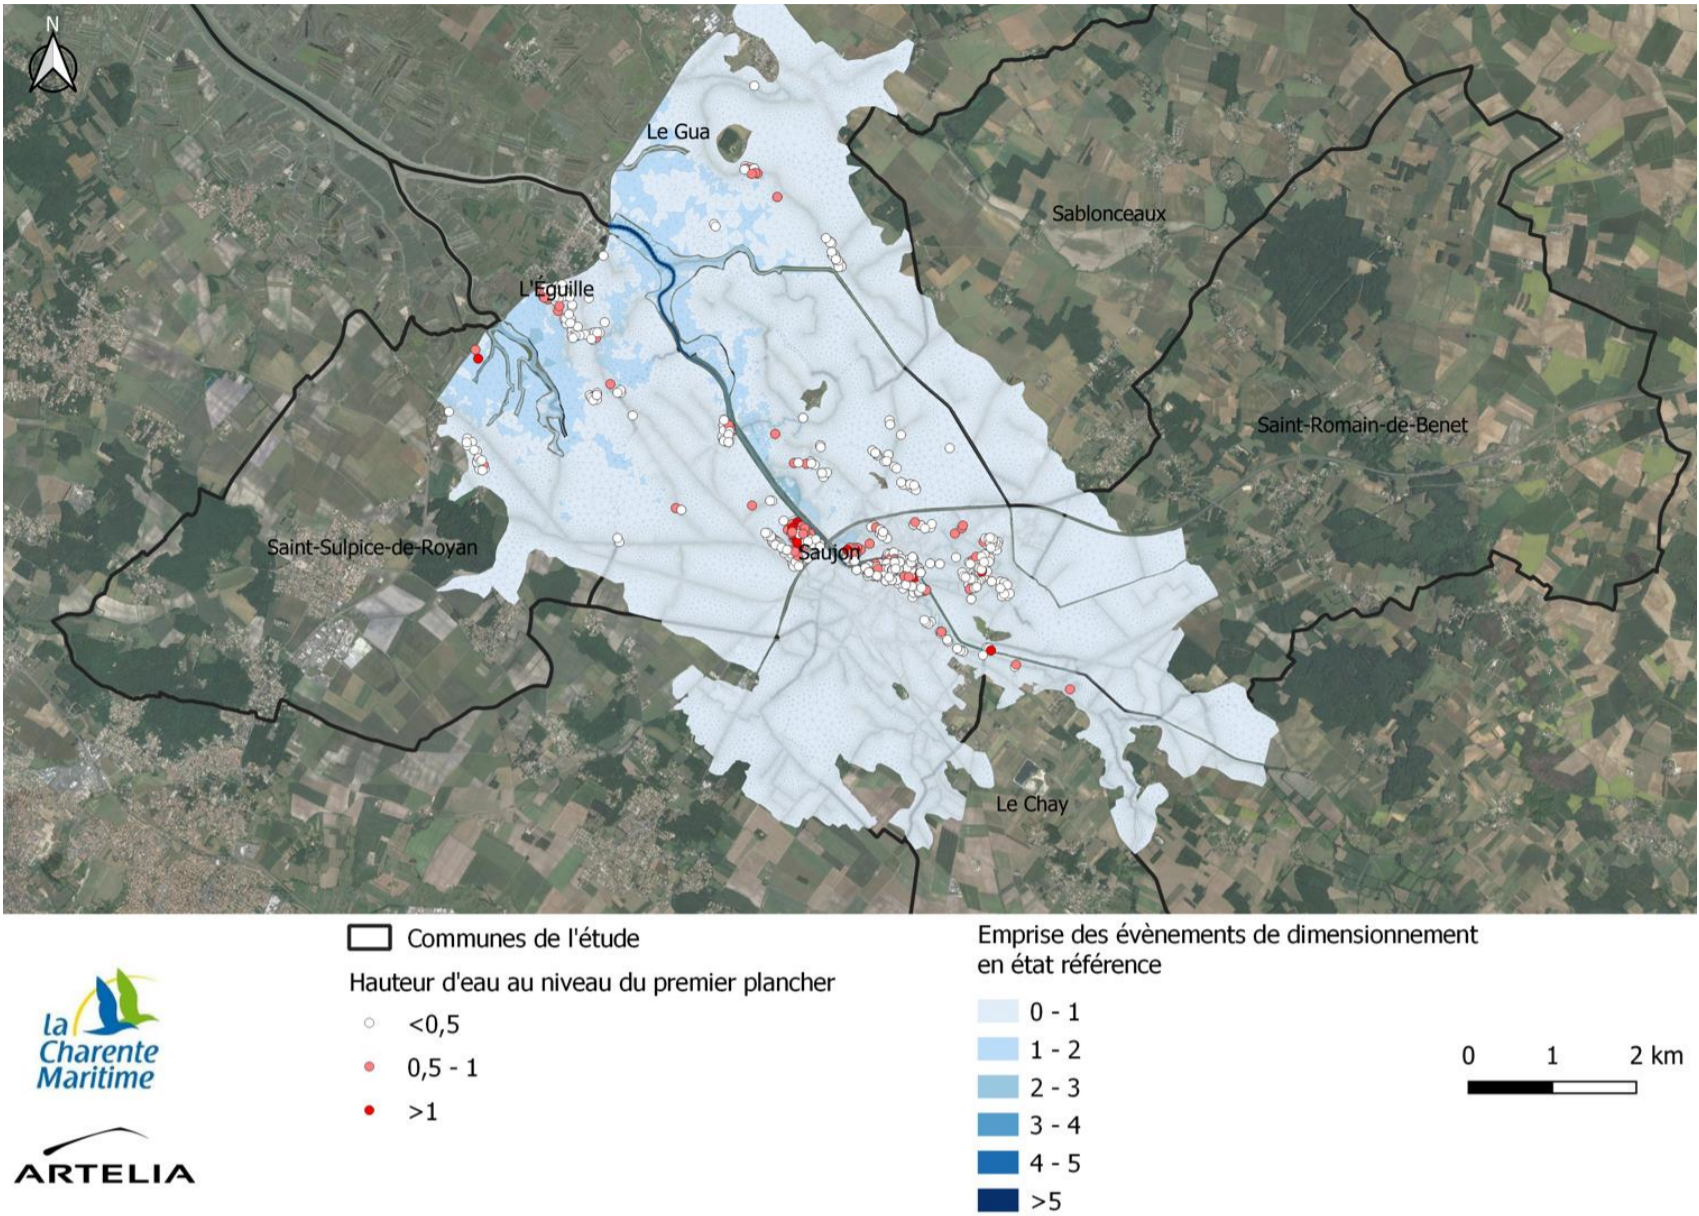 N
Le Gua
Sablonceaux
L'Éguille
Saint-Romain-de-Benet
Saint-Sulpice-de-Royan
Saujon
Le Chay
Communes de l'étude
Hauteur d'eau au niveau du premier plancher
<0,5
0,5 - 1
>1
Emprise des évènements de dimensionnement
en état référence
0 - 1
1 - 2
2 - 3
3 - 4
4 - 5
>5
0 1 2 km
la
Charente
Maritime
ARTELIA